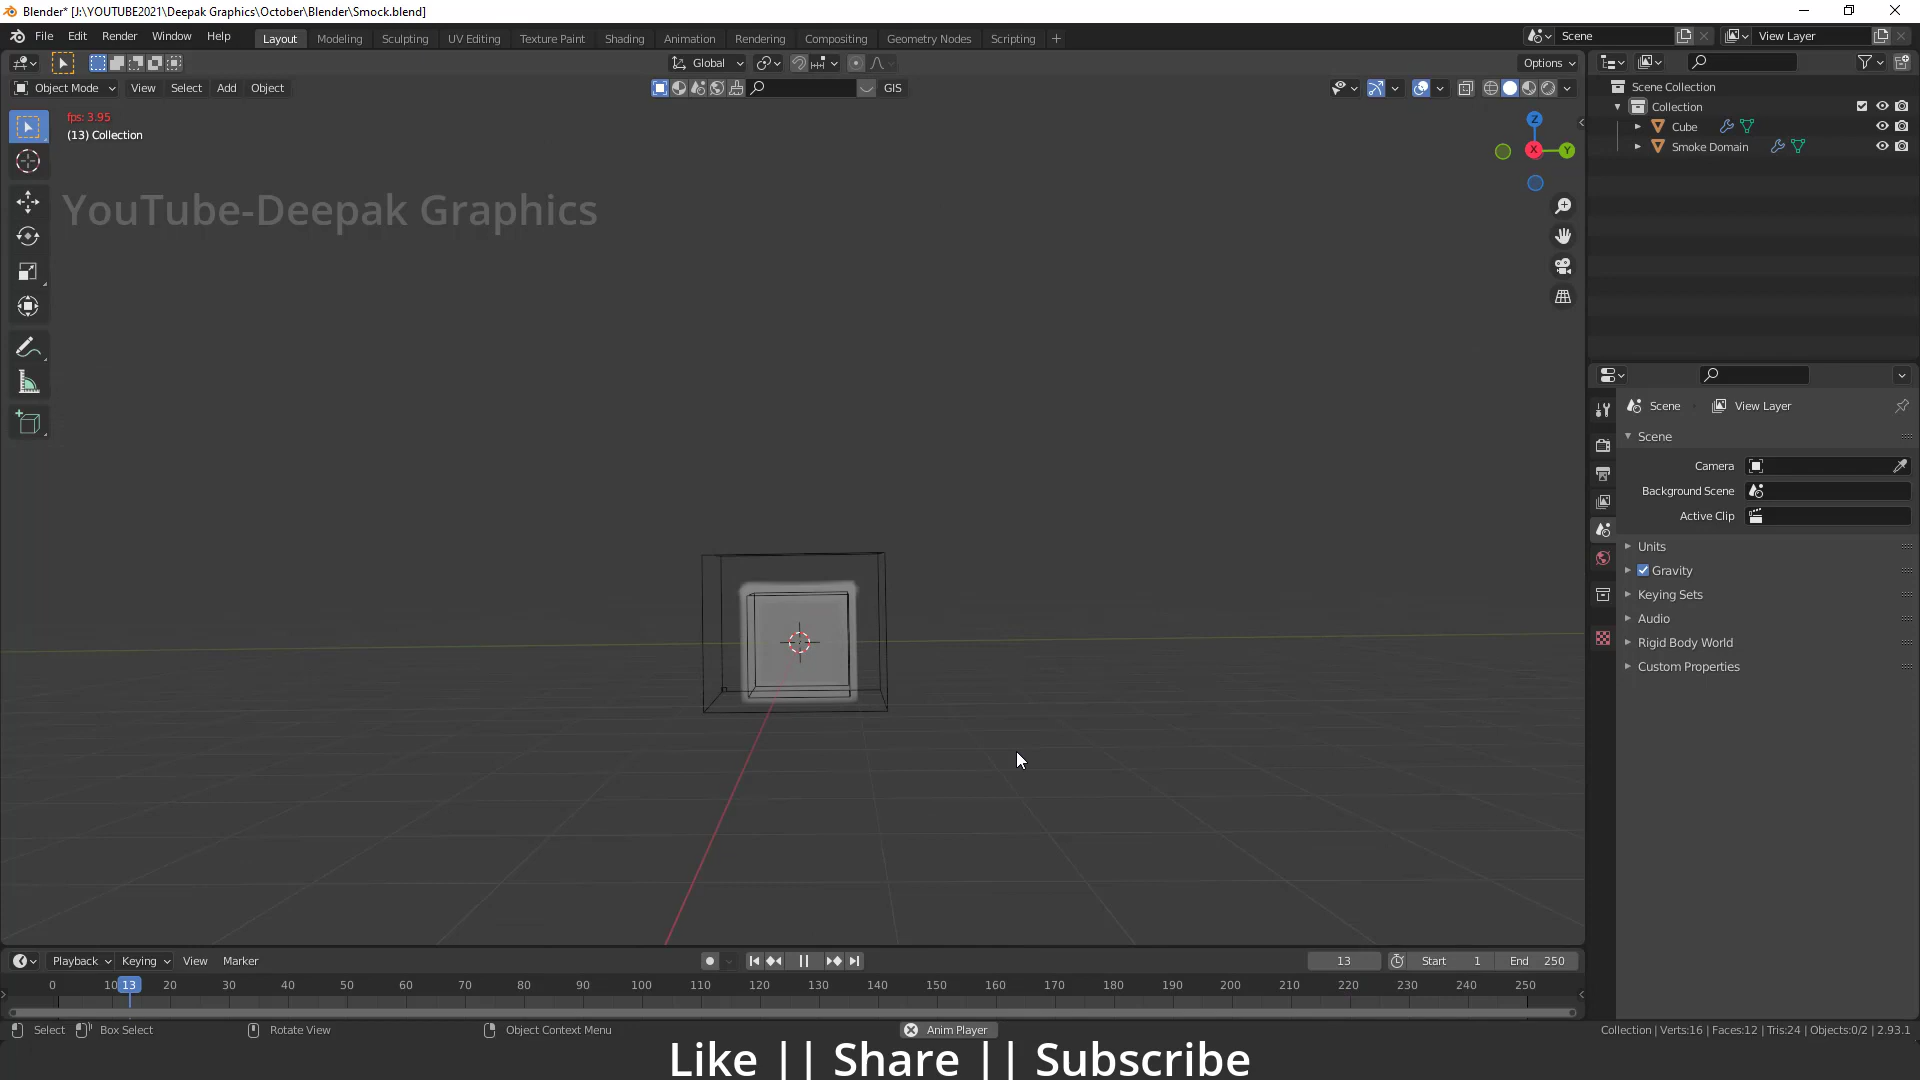 Blender* [J:\YOUTUBE2021\Deepak Graphics\October\Blender\Smock.blend]
File Edit Render Window Help Layout Modeling Sculpting UV Editing Texture Paint Shading Animation Rendering Compositing Geometry Nodes Scripting + Scene View Layer
Global Options
Object Mode View Select Add Object GIS
Scene Collection
Collection
Cube
Smoke Domain
fps: 3.95
(13) Collection
Z
X
Y
YouTube-Deepak Graphics
Scene View Layer
Scene
Camera
Background Scene
Active Clip
Units
Gravity
Keying Sets
Audio
Rigid Body World
Custom Properties
Playback Keying View Marker 13 Start 1 End 250
0 10 13 20 30 40 50 60 70 80 90 100 110 120 130 140 150 160 170 180 190 200 210 220 230 240 250
Select Box Select Rotate View Object Context Menu Anim Player Collection | Verts:16 | Faces:12 | Tris:24 | Objects:0/2 | 2.93.1
Like || Share || Subscribe